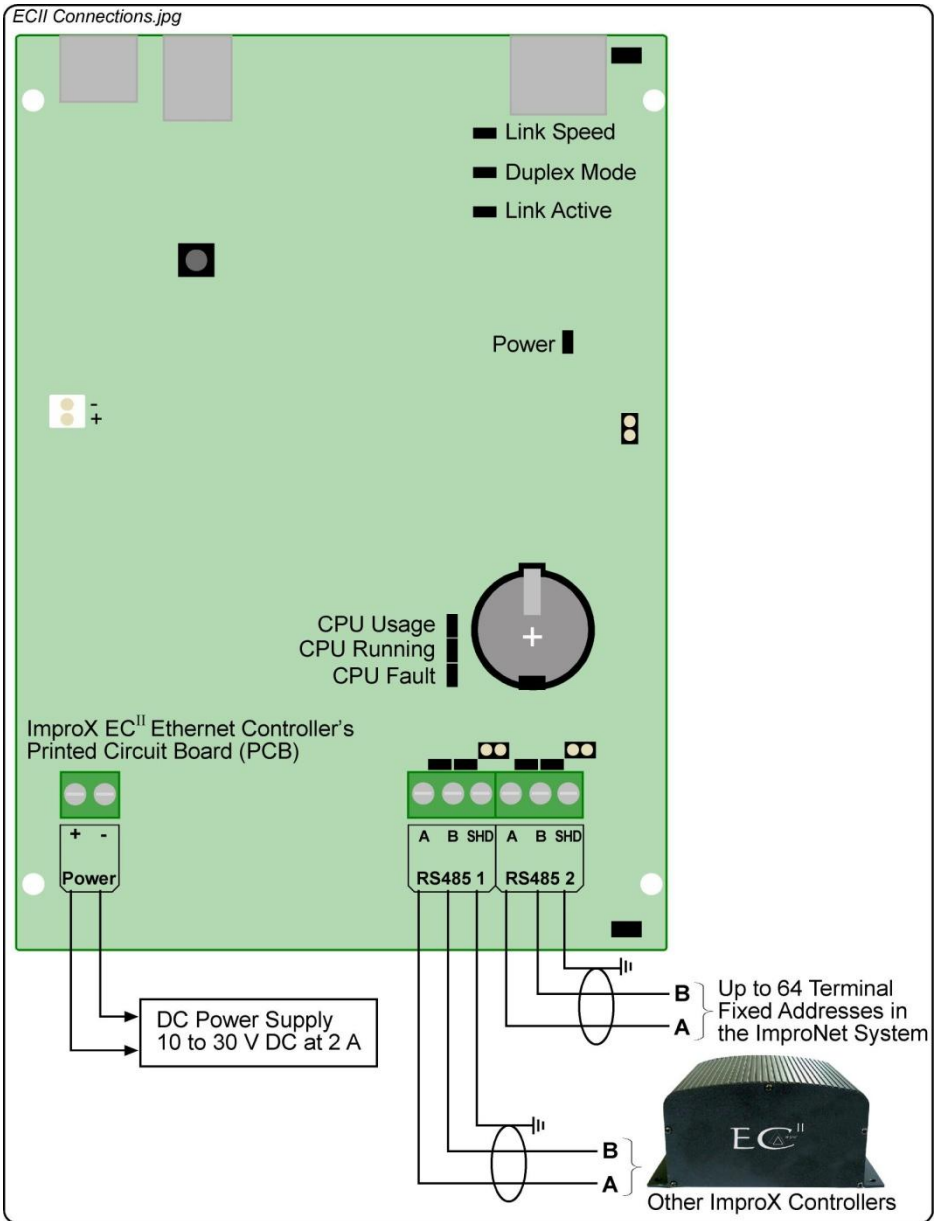 ECII Connections.jpg
Link Speed
Duplex Mode
Link Active
Power
-
+
CPU Usage
CPU Running
CPU Fault
+
ImproX EC^II Ethernet Controller's
Printed Circuit Board (PCB)
+ -
Power
A B SHD A B SHD
RS485 1 RS485 2
DC Power Supply
10 to 30 V DC at 2 A
B
A
Up to 64 Terminal
Fixed Addresses in
the ImproNet System
B
A
EC II
Other ImproX Controllers